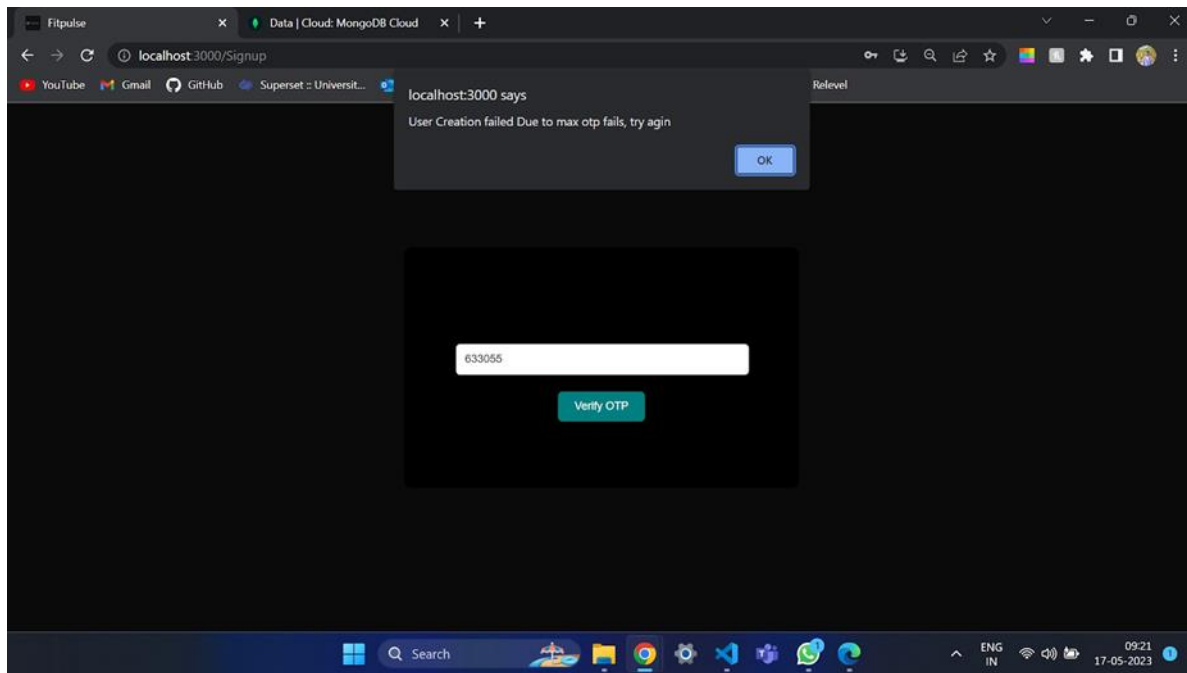 Fitpulse
Data | Cloud: MongoDB Cloud
localhost:3000/Signup
YouTube Gmail GitHub Superset :: Universit... Relevel
localhost:3000 says
User Creation failed Due to max otp fails, try agin
OK
633055
Verify OTP
Search
ENG
IN
09:21
17-05-2023
1
1